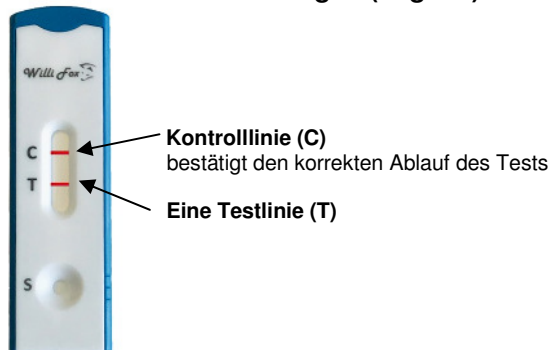 Willi Fox
C
T
S
Kontrolllinie (C)
bestätigt den korrekten Ablauf des Tests
Eine Testlinie (T)